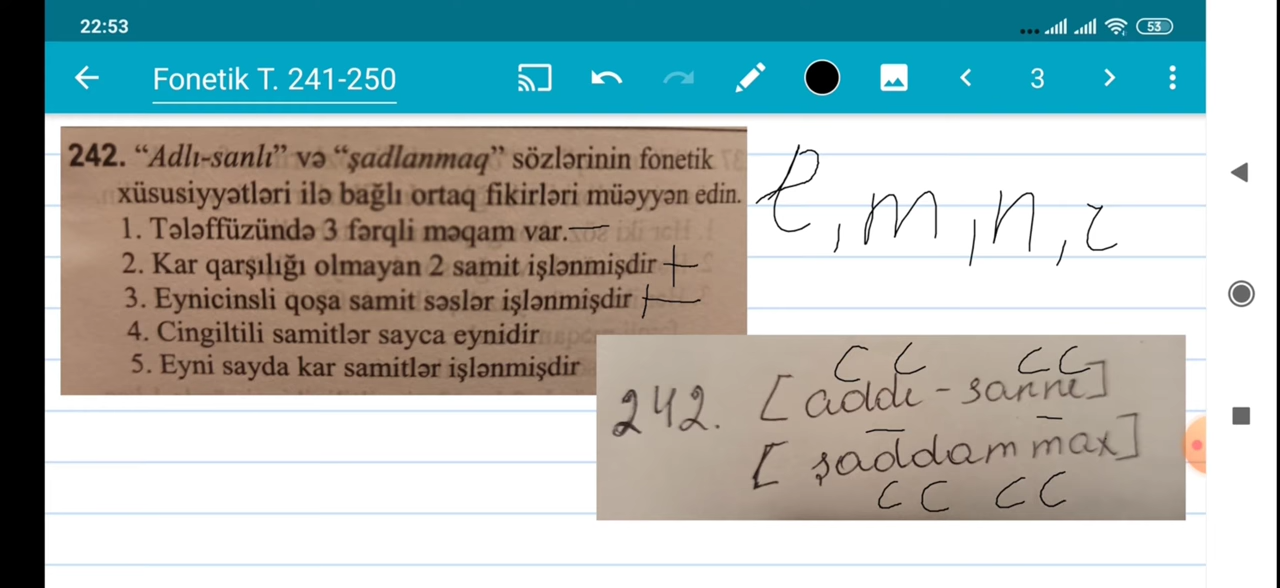 22:53
53
Fonetik T. 241-250
3
242. “Adlı-sanlı” və “şadlanmaq” sözlərinin fonetik
xüsusiyyətləri ilə bağlı ortaq fikirləri müəyyən edin.
1. Tələffüzündə 3 fərqli məqam var. —
2. Kar qarşılığı olmayan 2 samit işlənmişdir +
3. Eynicinsli qoşa samit səslər işlənmişdir +
4. Cingiltili samitlər sayca eynidir
5. Eyni sayda kar samitlər işlənmişdir
l, m, n, r
C C C C
242. [addı-sannı]
[şaddammax]
C C C C